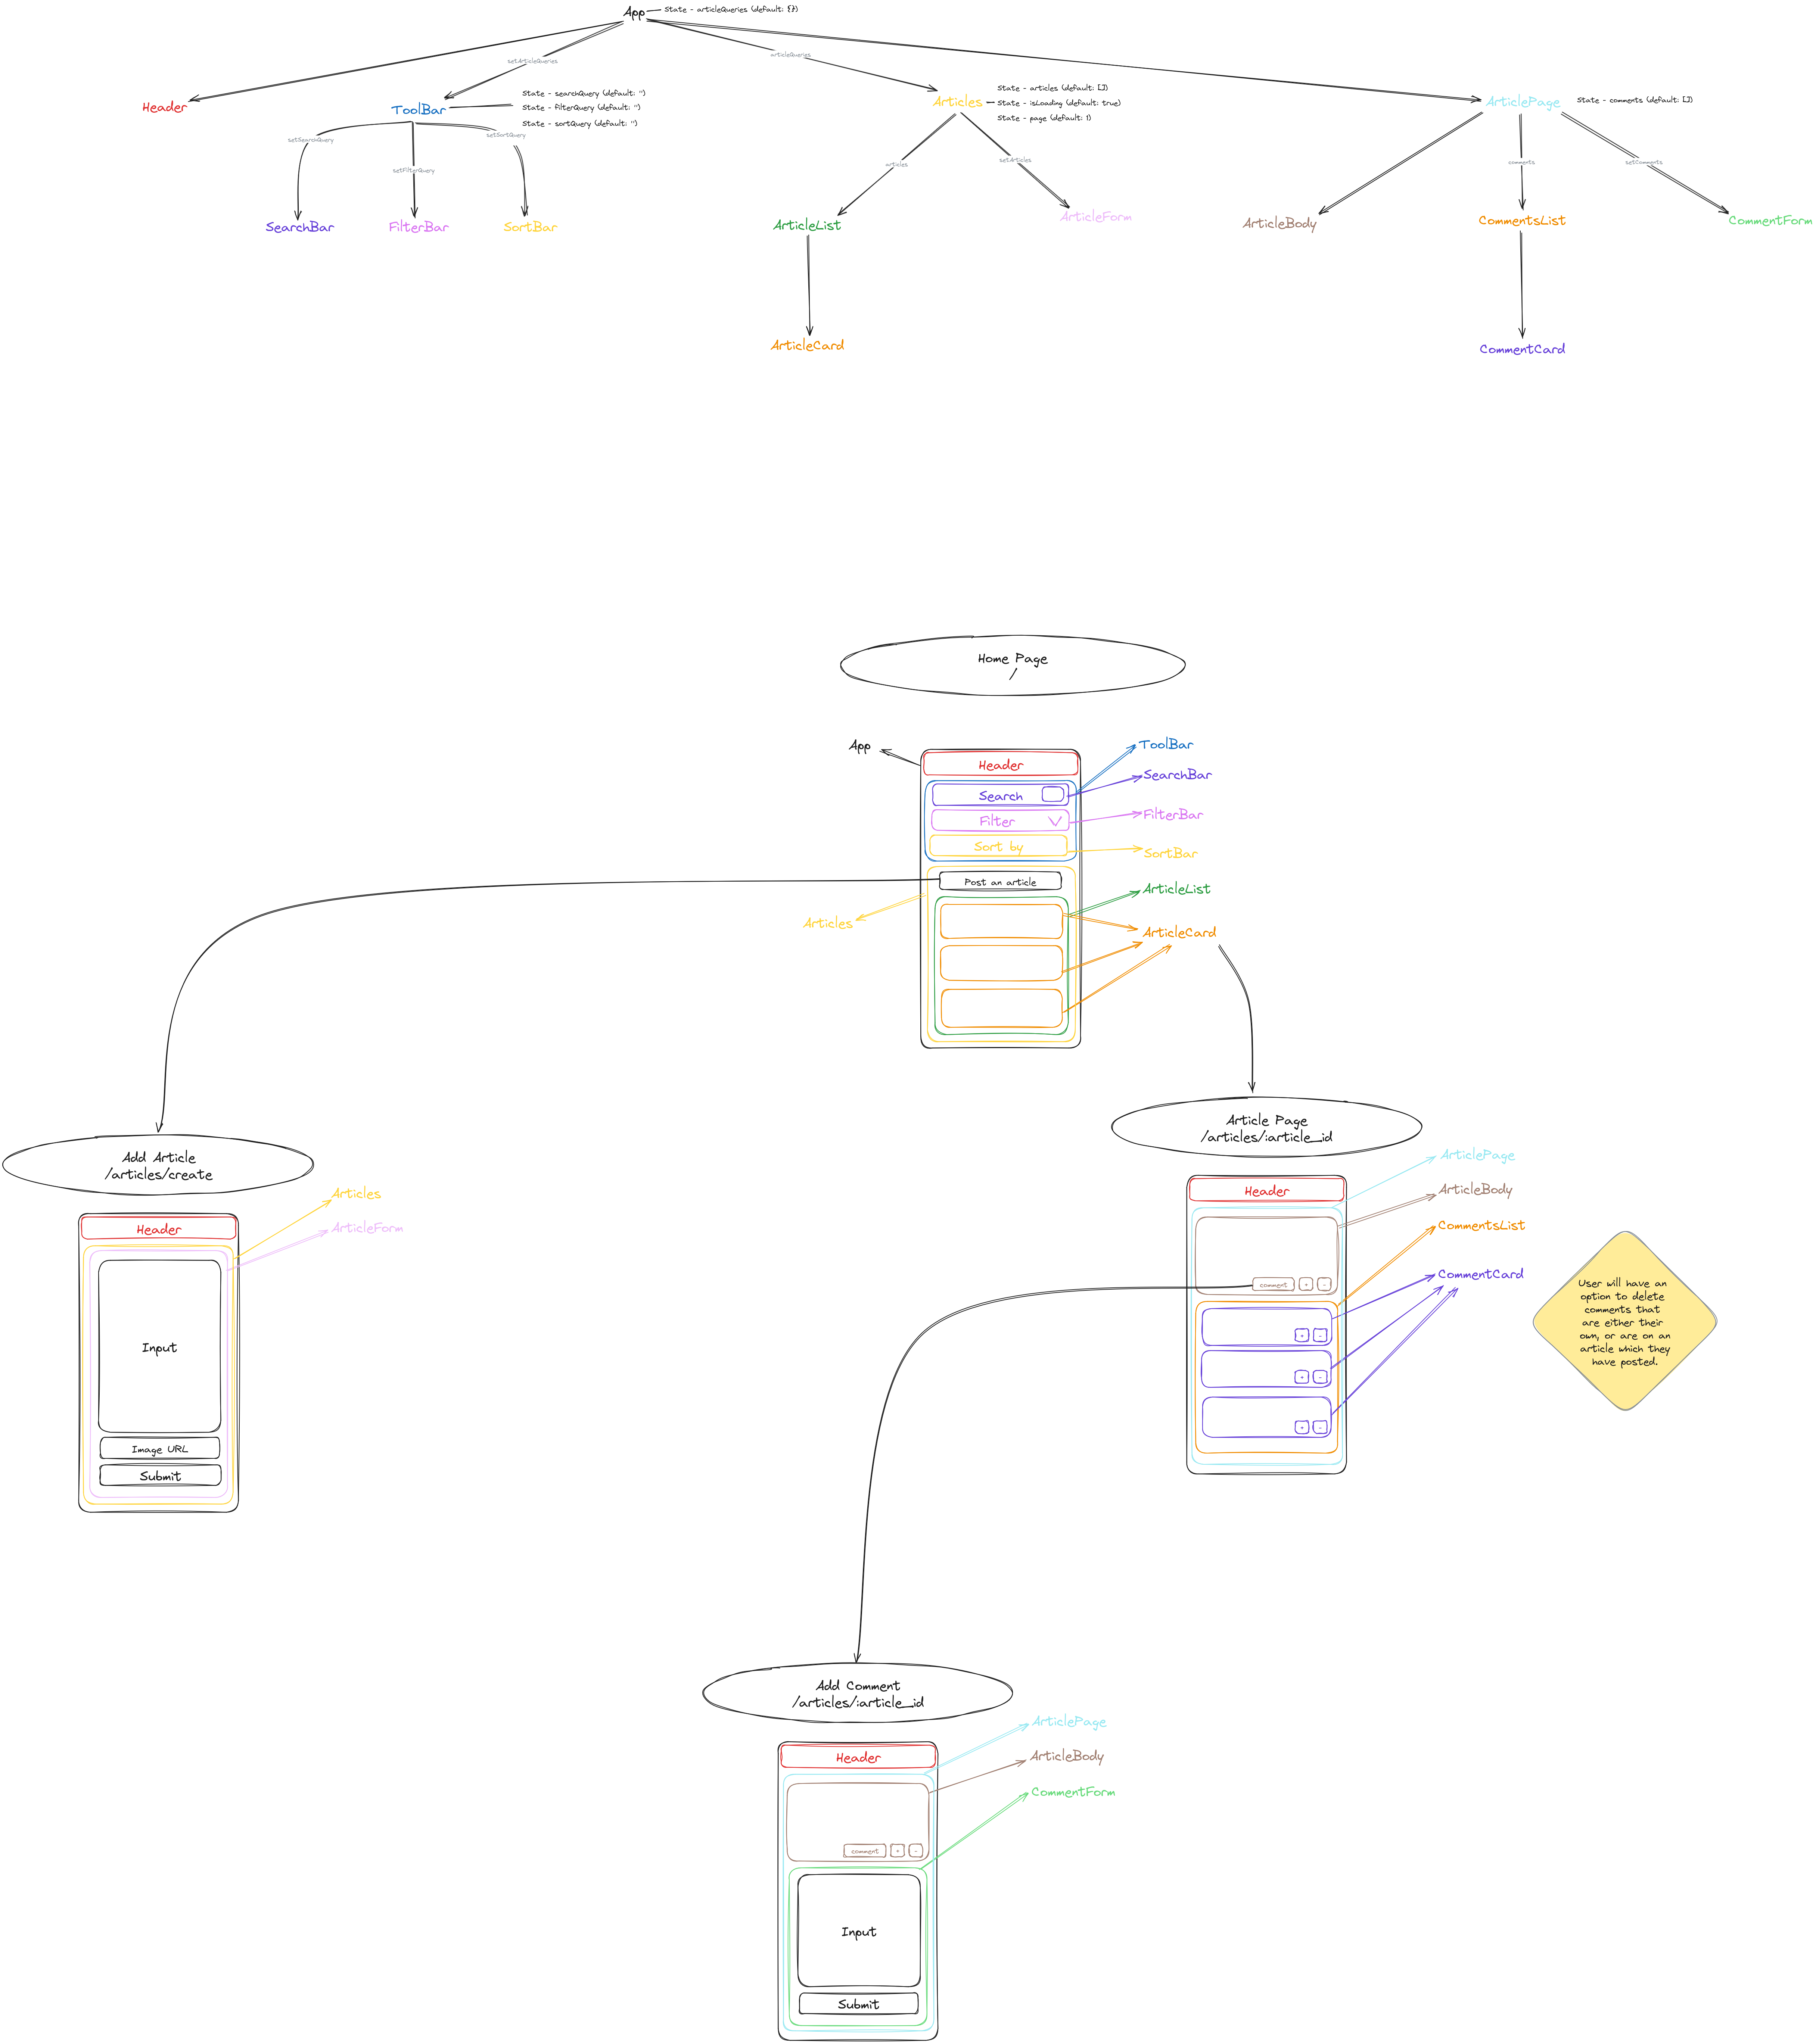 App
State - articleQueries (default: {})
setArticleQueries
articleQueries
Header
ToolBar
State - searchQuery (default: '')
State - filterQuery (default: '')
State - sortQuery (default: '')
Articles
State - articles (default: [])
State - isLoading (default: true)
State - page (default: 1)
ArticlePage
State - comments (default: [])
setSearchQuery
setFilterQuery
setSortQuery
articles
setArticles
comments
setComments
SearchBar
FilterBar
SortBar
ArticleList
ArticleForm
ArticleBody
CommentsList
CommentForm
ArticleCard
CommentCard
Home Page
/
App
Header
ToolBar
Search
SearchBar
Filter
FilterBar
Sort by
SortBar
Post an article
ArticleList
Articles
ArticleCard
Article Page
/articles/:article_id
Add Article
/articles/create
ArticlePage
Header
ArticleBody
CommentsList
comment
+
-
CommentCard
+
-
+
-
+
-
User will have an
option to delete
comments that
are either their
own, or are on an
article which they
have posted.
Articles
Header
ArticleForm
Input
Image URL
Submit
Add Comment
/articles/:article_id
ArticlePage
Header
ArticleBody
CommentForm
comment
+
-
Input
Submit